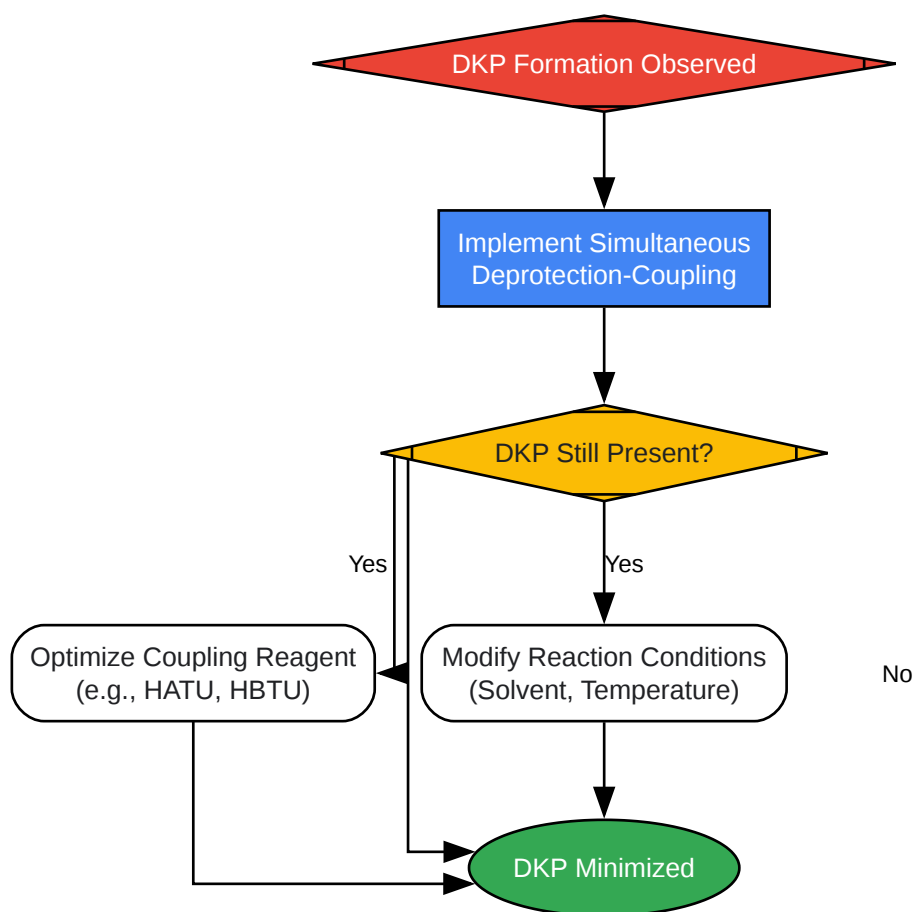 DKP Formation Observed
Implement Simultaneous
Deprotection-Coupling
DKP Still Present?
Yes
Yes
Optimize Coupling Reagent
(e.g., HATU, HBTU)
Modify Reaction Conditions
(Solvent, Temperature)
No
DKP Minimized